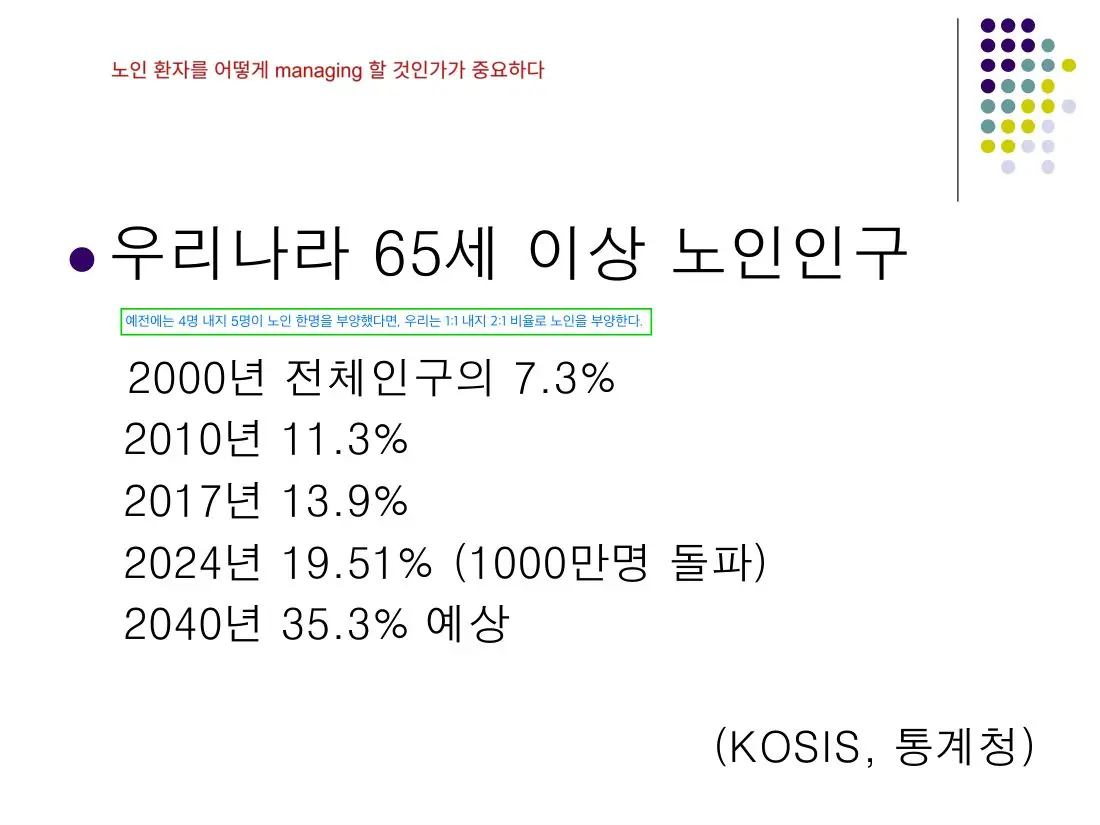 노인 환자를 어떻게 managing 할 것인가가 중요하다
우리나라 65세 이상 노인인구
예전에는 4명 내지 5명이 노인 한명을 부양했다면, 우리는 1:1 내지 2:1 비율로 노인을 부양한다.
2000년 전체인구의 7.3%
2010년 11.3%
2017년 13.9%
2024년 19.51% (1000만명 돌파)
2040년 35.3% 예상
(KOSIS, 통계청)